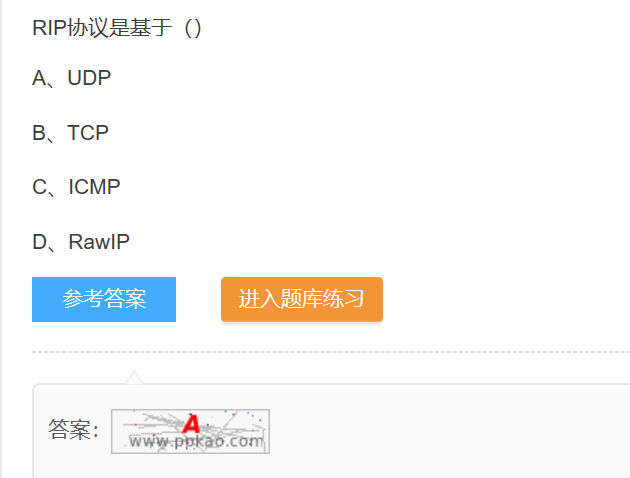 RIP协议是基于（）
A、UDP
B、TCP
C、ICMP
D、RawIP
参考答案
进入题库练习
答案：A
www.ppkao.com